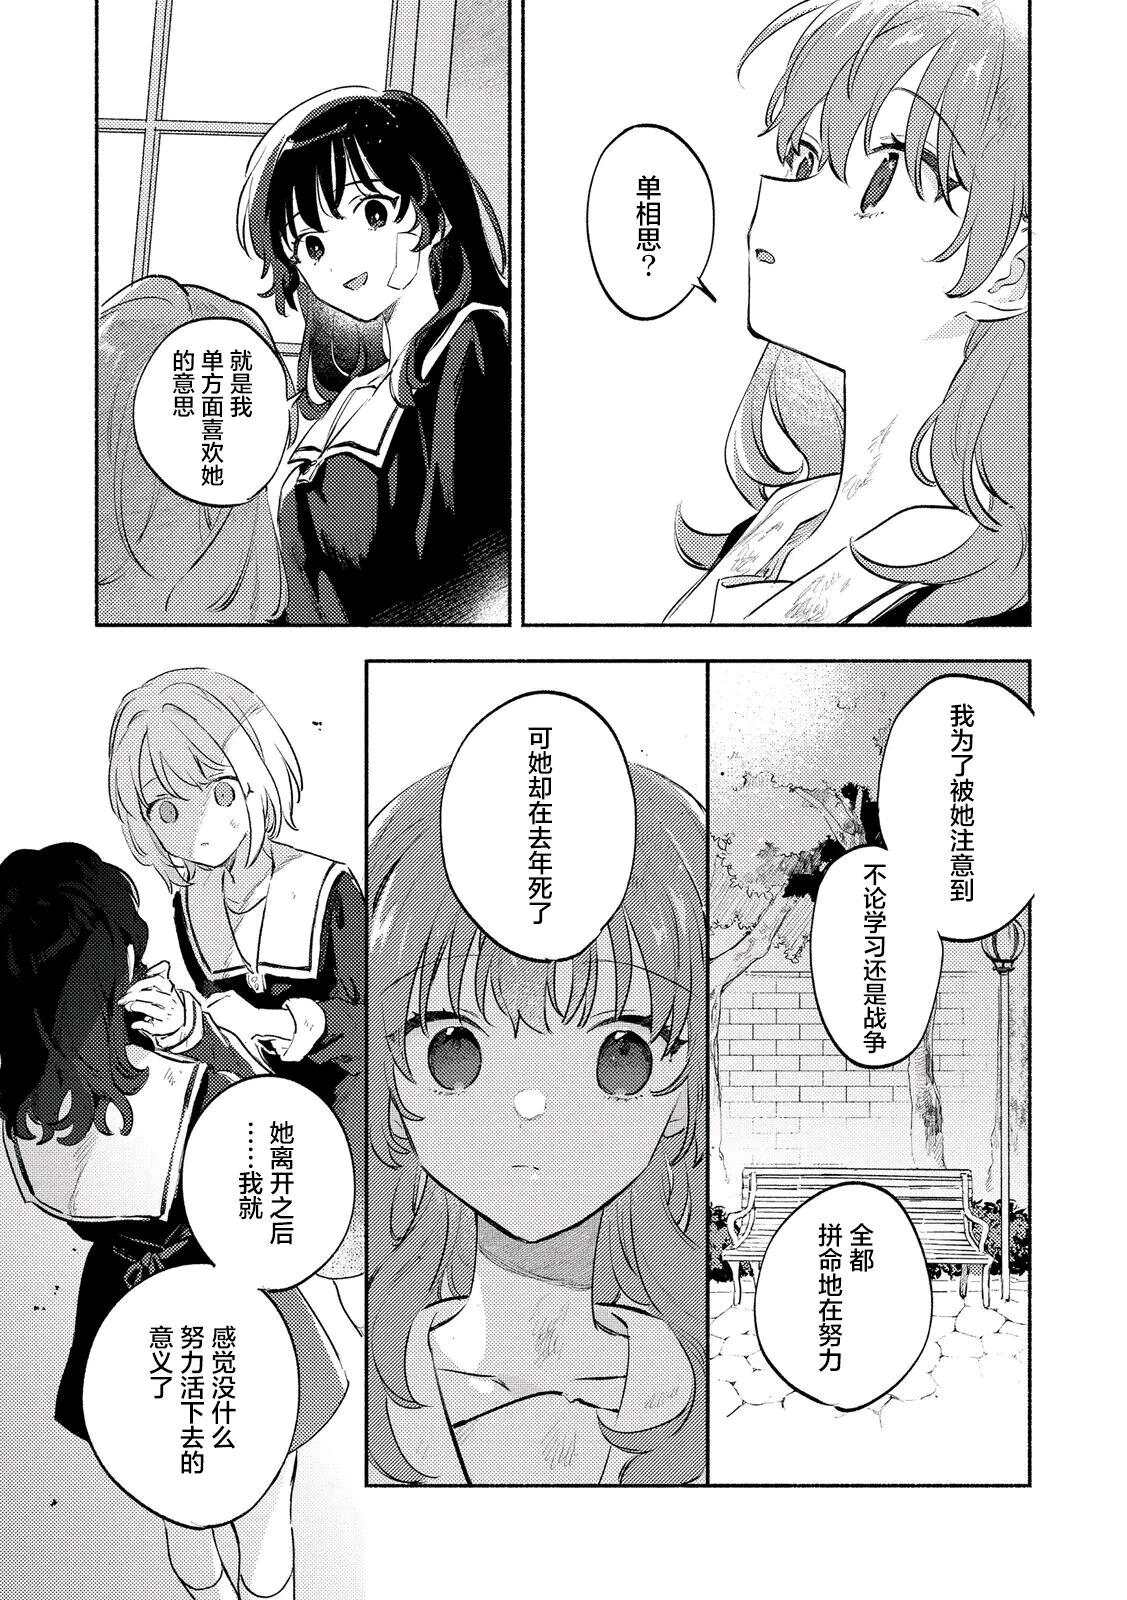 单相思？
就是我
单方面喜欢她
的意思
我为了被她注意到
不论学习还是战争
全都
拼命地在努力
可她却在去年死了
她离开之后
……我就
感觉没什么
努力活下去的
意义了